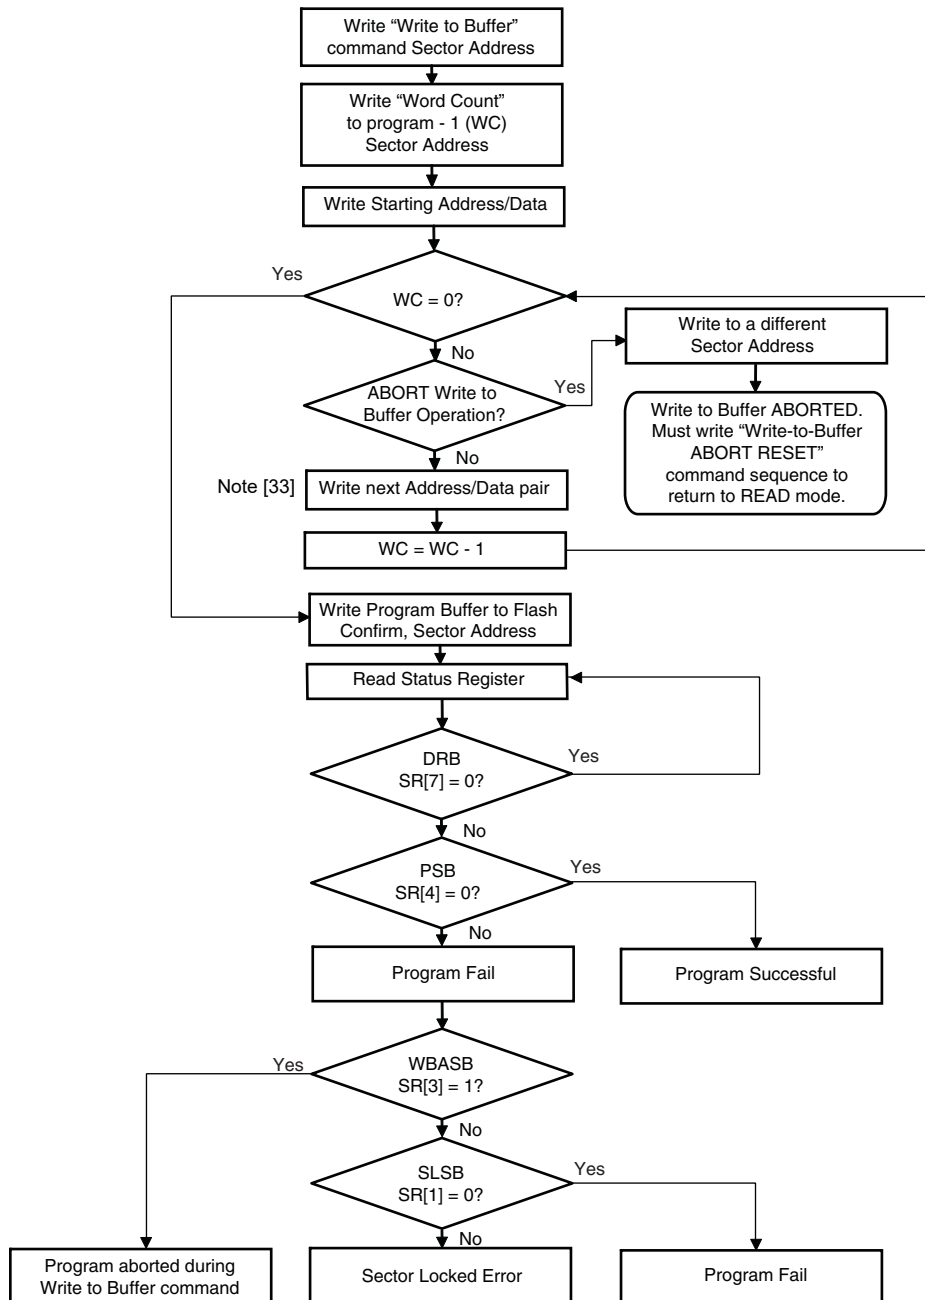 Write “Write to Buffer”
command Sector Address
Write “Word Count”
to program - 1 (WC)
Sector Address
Write Starting Address/Data
Yes
WC = 0?
No
Write to a different
Sector Address
ABORT Write to
Buffer Operation?
Yes
Write to Buffer ABORTED.
Must write “Write-to-Buffer
ABORT RESET”
command sequence to
return to READ mode.
No
Note [33]
Write next Address/Data pair
WC = WC - 1
Write Program Buffer to Flash
Confirm, Sector Address
Read Status Register
DRB
SR[7] = 0?
Yes
No
PSB
SR[4] = 0?
Yes
No
Program Fail
Program Successful
Yes
WBASB
SR[3] = 1?
No
SLSB
SR[1] = 0?
Yes
No
Program aborted during
Write to Buffer command
Sector Locked Error
Program Fail